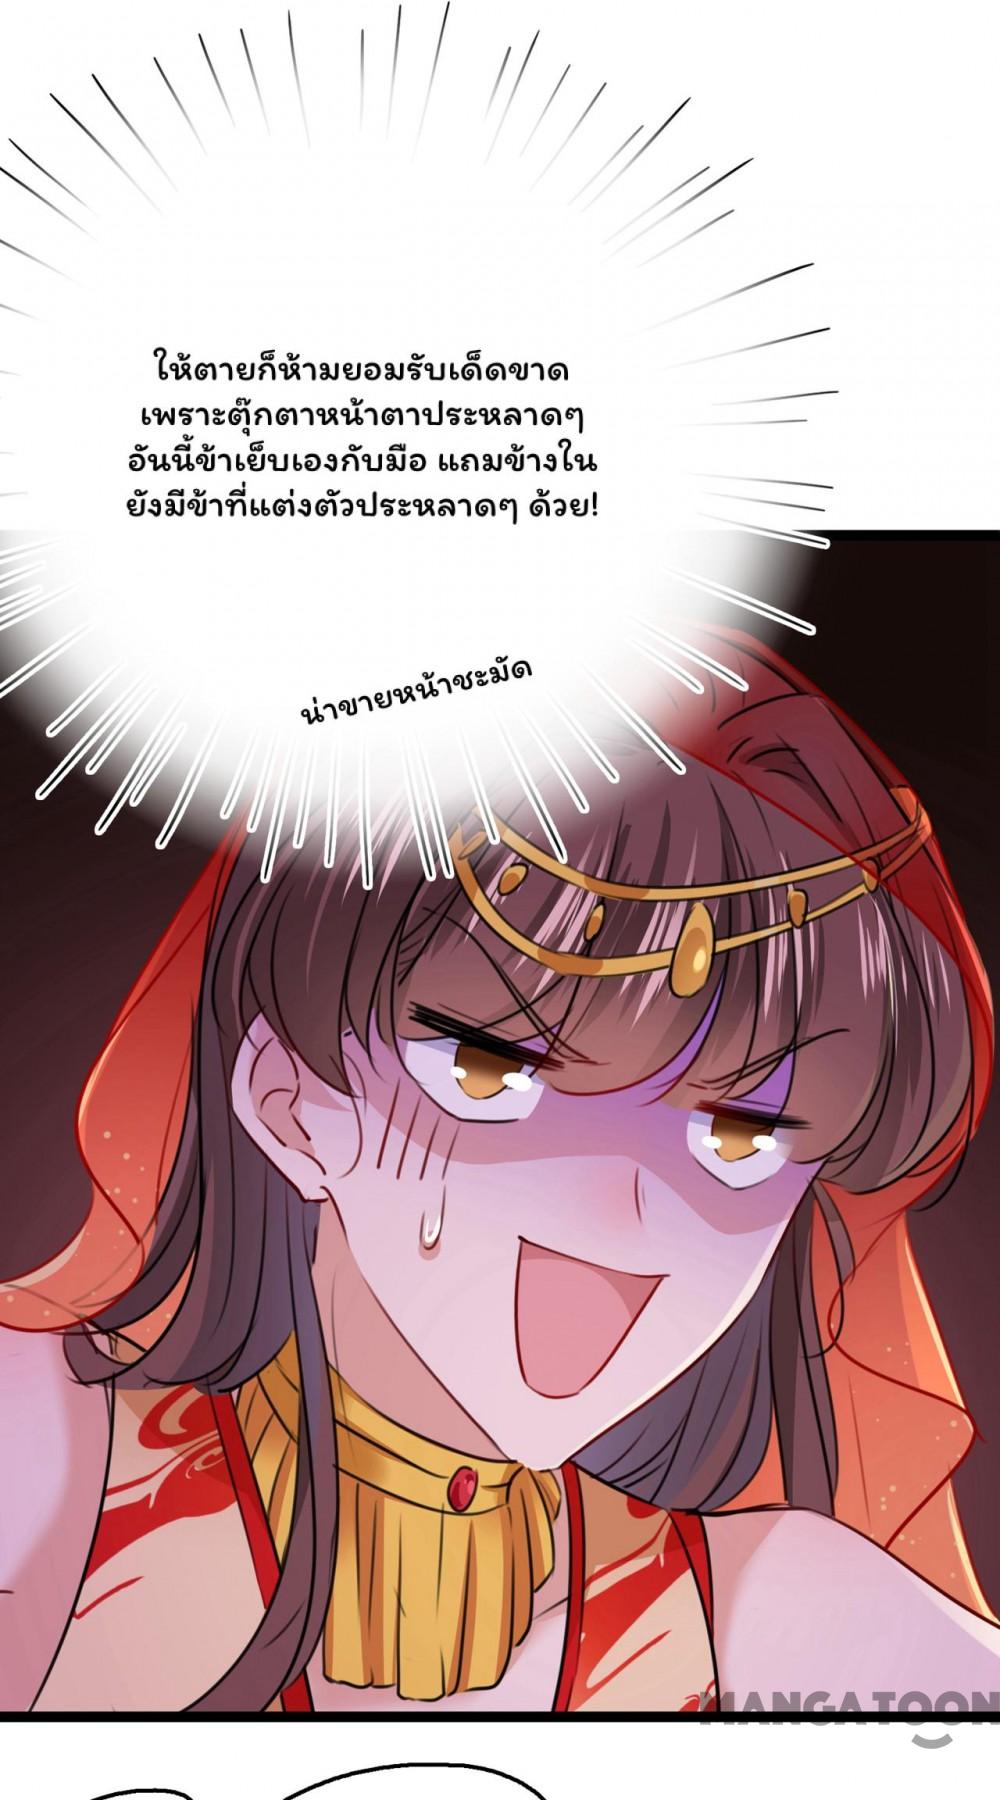 ให้ตายก็ห้ามยอมรับเด็ดขาด
เพราะตุ๊กตาหน้าตาประหลาดๆ
อันนี้ข้าเย็บเองกับมือ แถมข้างใน
ยังมีข้าที่แต่งตัวประหลาดๆ ด้วย!
น่าขายหน้าชะมัด
MANGATOON